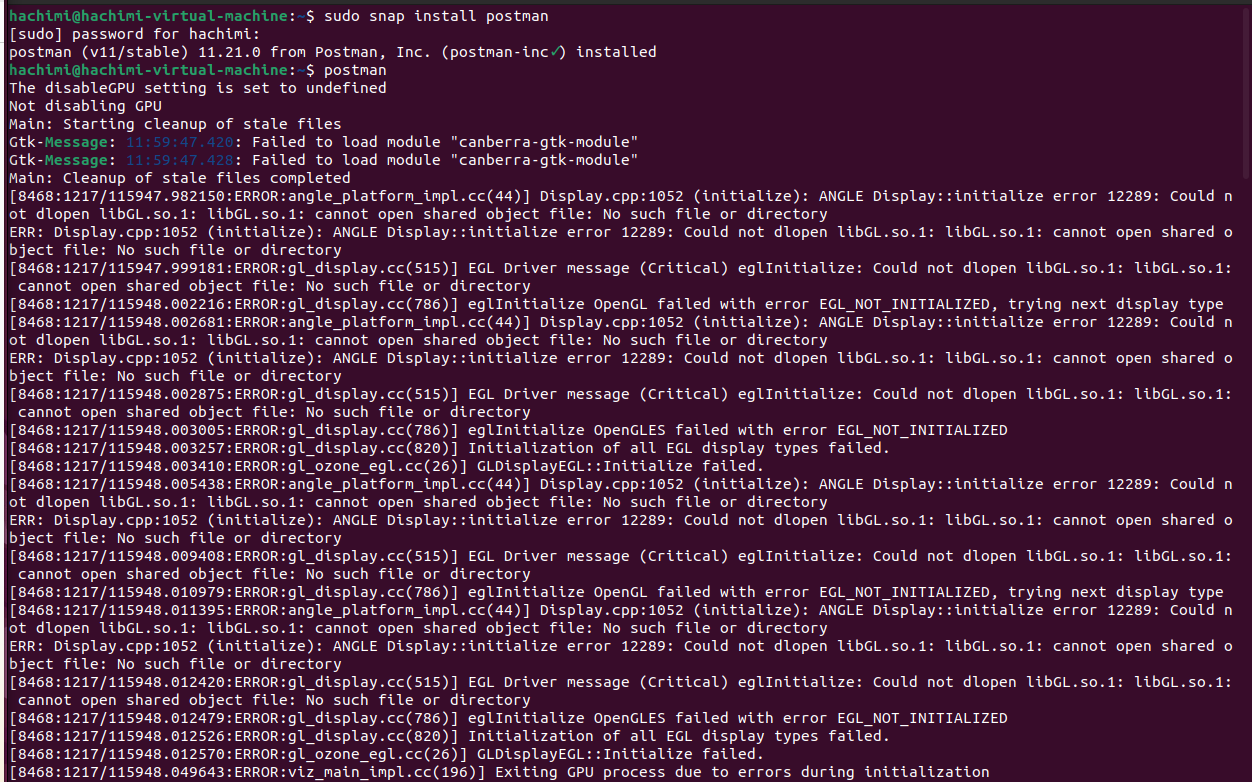 hachimi@hachimi-virtual-machine:~$ sudo snap install postman
[sudo] password for hachimi:
postman (v11/stable) 11.21.0 from Postman, Inc. (postman-inc✓) installed
hachimi@hachimi-virtual-machine:~$ postman
The disableGPU setting is set to undefined
Not disabling GPU
Main: Starting cleanup of stale files
Gtk-Message: 11:59:47.420: Failed to load module "canberra-gtk-module"
Gtk-Message: 11:59:47.428: Failed to load module "canberra-gtk-module"
Main: Cleanup of stale files completed
[8468:1217/115947.982150:ERROR:angle_platform_impl.cc(44)] Display.cpp:1052 (initialize): ANGLE Display::initialize error 12289: Could n
ot dlopen libGL.so.1: libGL.so.1: cannot open shared object file: No such file or directory
ERR: Display.cpp:1052 (initialize): ANGLE Display::initialize error 12289: Could not dlopen libGL.so.1: libGL.so.1: cannot open shared o
bject file: No such file or directory
[8468:1217/115947.999181:ERROR:gl_display.cc(515)] EGL Driver message (Critical) eglInitialize: Could not dlopen libGL.so.1: libGL.so.1:
 cannot open shared object file: No such file or directory
[8468:1217/115948.002216:ERROR:gl_display.cc(786)] eglInitialize OpenGL failed with error EGL_NOT_INITIALIZED, trying next display type
[8468:1217/115948.002681:ERROR:angle_platform_impl.cc(44)] Display.cpp:1052 (initialize): ANGLE Display::initialize error 12289: Could n
ot dlopen libGL.so.1: libGL.so.1: cannot open shared object file: No such file or directory
ERR: Display.cpp:1052 (initialize): ANGLE Display::initialize error 12289: Could not dlopen libGL.so.1: libGL.so.1: cannot open shared o
bject file: No such file or directory
[8468:1217/115948.002875:ERROR:gl_display.cc(515)] EGL Driver message (Critical) eglInitialize: Could not dlopen libGL.so.1: libGL.so.1:
 cannot open shared object file: No such file or directory
[8468:1217/115948.003005:ERROR:gl_display.cc(786)] eglInitialize OpenGLES failed with error EGL_NOT_INITIALIZED
[8468:1217/115948.003257:ERROR:gl_display.cc(820)] Initialization of all EGL display types failed.
[8468:1217/115948.003410:ERROR:gl_ozone_egl.cc(26)] GLDisplayEGL::Initialize failed.
[8468:1217/115948.005438:ERROR:angle_platform_impl.cc(44)] Display.cpp:1052 (initialize): ANGLE Display::initialize error 12289: Could n
ot dlopen libGL.so.1: libGL.so.1: cannot open shared object file: No such file or directory
ERR: Display.cpp:1052 (initialize): ANGLE Display::initialize error 12289: Could not dlopen libGL.so.1: libGL.so.1: cannot open shared o
bject file: No such file or directory
[8468:1217/115948.009408:ERROR:gl_display.cc(515)] EGL Driver message (Critical) eglInitialize: Could not dlopen libGL.so.1: libGL.so.1:
 cannot open shared object file: No such file or directory
[8468:1217/115948.010979:ERROR:gl_display.cc(786)] eglInitialize OpenGL failed with error EGL_NOT_INITIALIZED, trying next display type
[8468:1217/115948.011395:ERROR:angle_platform_impl.cc(44)] Display.cpp:1052 (initialize): ANGLE Display::initialize error 12289: Could n
ot dlopen libGL.so.1: libGL.so.1: cannot open shared object file: No such file or directory
ERR: Display.cpp:1052 (initialize): ANGLE Display::initialize error 12289: Could not dlopen libGL.so.1: libGL.so.1: cannot open shared o
bject file: No such file or directory
[8468:1217/115948.012420:ERROR:gl_display.cc(515)] EGL Driver message (Critical) eglInitialize: Could not dlopen libGL.so.1: libGL.so.1:
 cannot open shared object file: No such file or directory
[8468:1217/115948.012479:ERROR:gl_display.cc(786)] eglInitialize OpenGLES failed with error EGL_NOT_INITIALIZED
[8468:1217/115948.012526:ERROR:gl_display.cc(820)] Initialization of all EGL display types failed.
[8468:1217/115948.012570:ERROR:gl_ozone_egl.cc(26)] GLDisplayEGL::Initialize failed.
[8468:1217/115948.049643:ERROR:viz_main_impl.cc(196)] Exiting GPU process due to errors during initialization